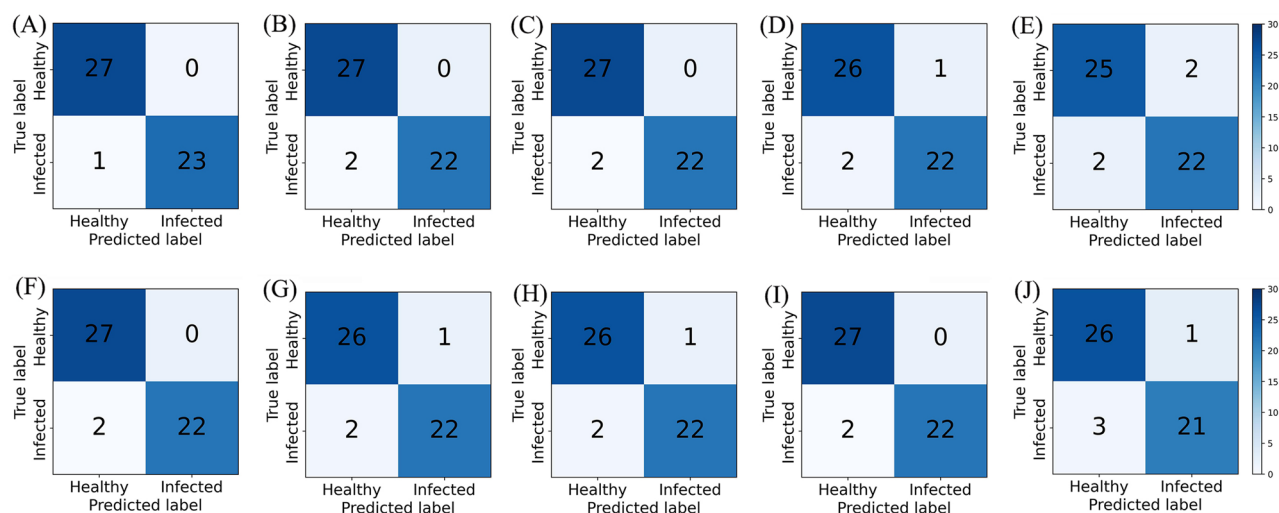 (A)
True label
Healthy
Infected
27 0
1 23
Healthy Infected
Predicted label
(B)
True label
Healthy
Infected
27 0
2 22
Healthy Infected
Predicted label
(C)
True label
Healthy
Infected
27 0
2 22
Healthy Infected
Predicted label
(D)
True label
Healthy
Infected
26 1
2 22
Healthy Infected
Predicted label
(E)
True label
Healthy
Infected
25 2
2 22
Healthy Infected
Predicted label
30
25
20
15
10
5
0
(F)
True label
Healthy
Infected
27 0
2 22
Healthy Infected
Predicted label
(G)
True label
Healthy
Infected
26 1
2 22
Healthy Infected
Predicted label
(H)
True label
Healthy
Infected
26 1
2 22
Healthy Infected
Predicted label
(I)
True label
Healthy
Infected
27 0
2 22
Healthy Infected
Predicted label
(J)
True label
Healthy
Infected
26 1
3 21
Healthy Infected
Predicted label
30
25
20
15
10
5
0